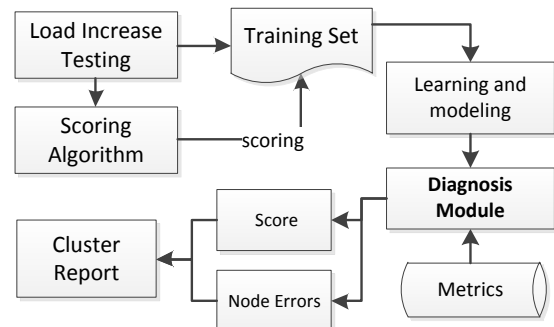 Load Increase
Testing
Training Set
Learning and
modeling
Scoring
Algorithm
scoring
Diagnosis
Module
Score
Cluster
Report
Node Errors
Metrics